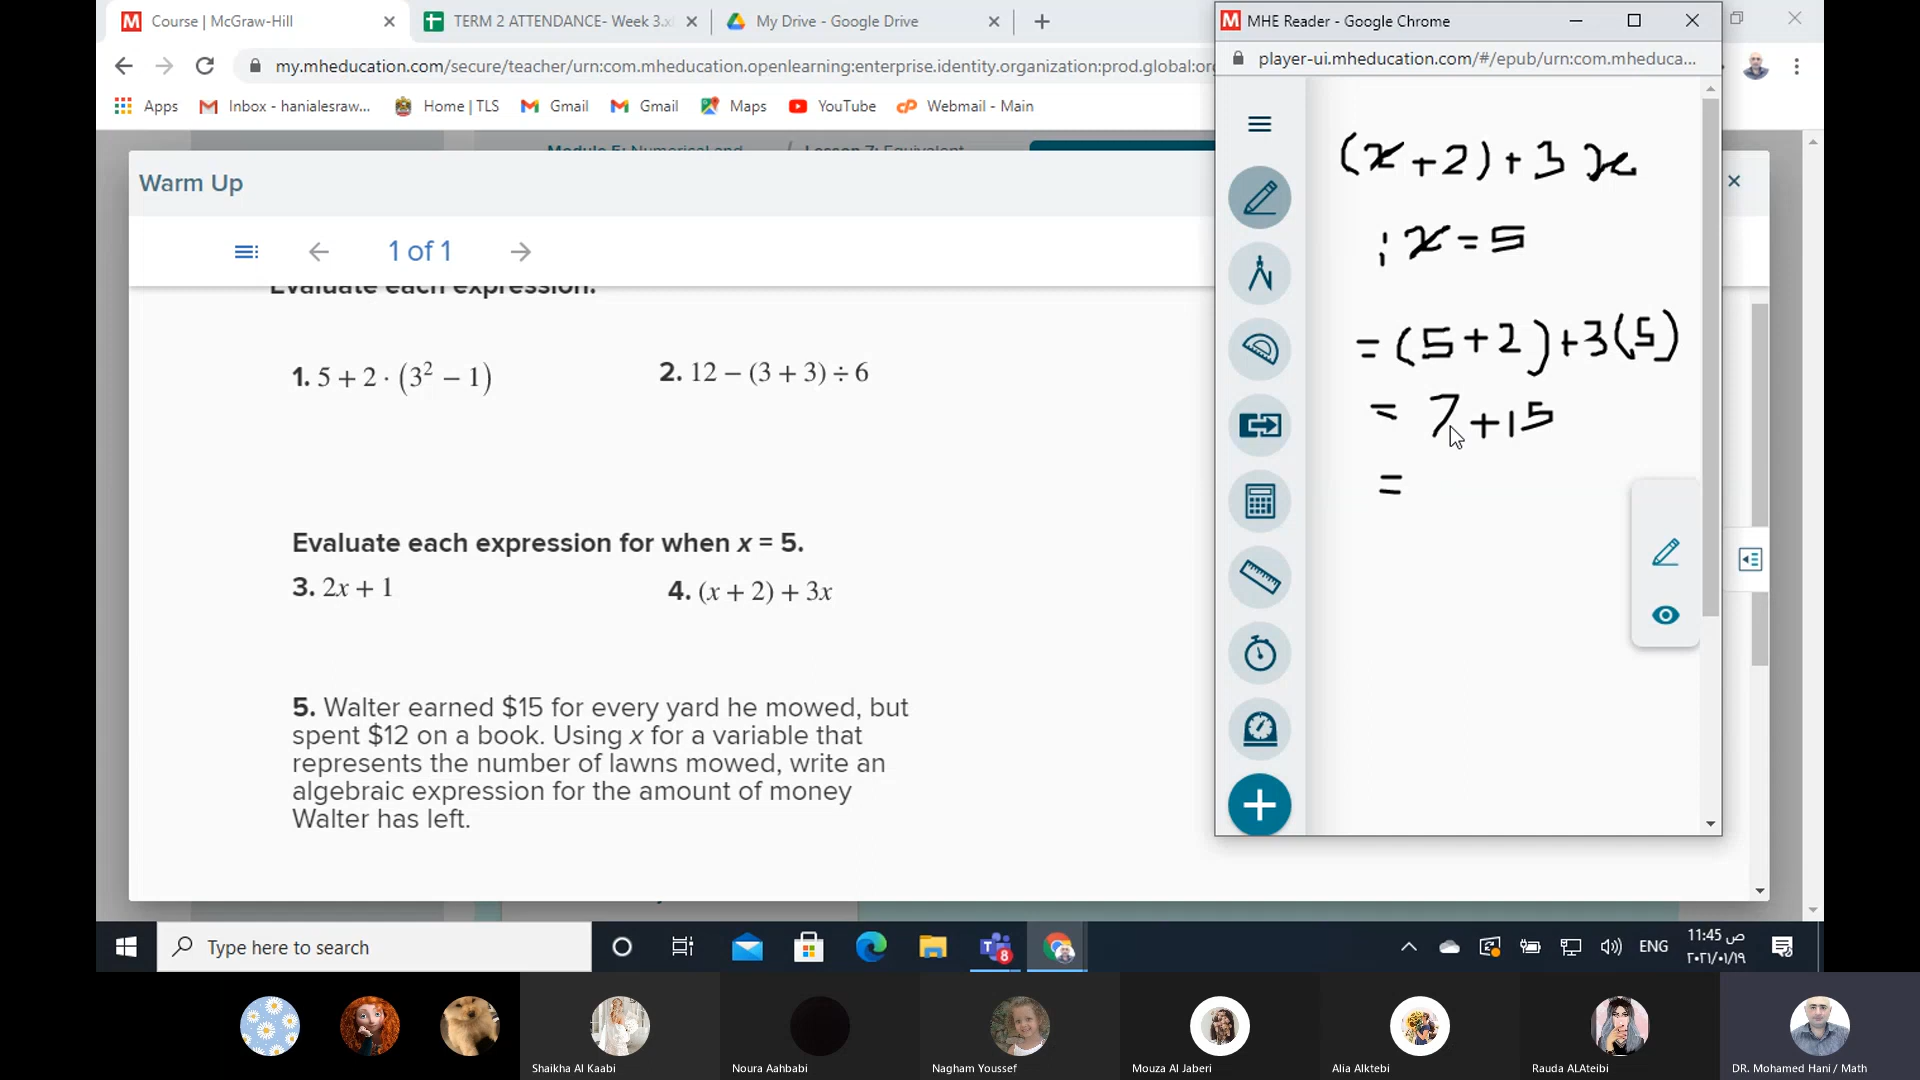 Course | McGraw-Hill
TERM 2 ATTENDANCE- Week 3.x
My Drive - Google Drive
MHE Reader - Google Chrome
my.mheducation.com/secure/teacher/urn:com.mheducation.openlearning:enterprise.identity.organization:prod.global:or
player-ui.mheducation.com/#/epub/urn:com.mheduca...
Apps
Inbox - hanialesraw...
Home | TLS
Gmail
Gmail
Maps
YouTube
Webmail - Main
Warm Up
1 of 1
Evaluate each expression.
1. 5 + 2 · (3² − 1)
2. 12 − (3 + 3) ÷ 6
Evaluate each expression for when x = 5.
3. 2x + 1
4. (x + 2) + 3x
5. Walter earned $15 for every yard he mowed, but
spent $12 on a book. Using x for a variable that
represents the number of lawns mowed, write an
algebraic expression for the amount of money
Walter has left.
(x+2)+3x
; x=5
=(5+2)+3(5)
= 7+15
=
Type here to search
8
ENG
11:45 ص
٢٠٢١/٠١/١٩
Shaikha Al Kaabi
Noura Aahbabi
Nagham Youssef
Mouza Al Jaberi
Alia Alktebi
Rauda ALAteibi
DR. Mohamed Hani / Math